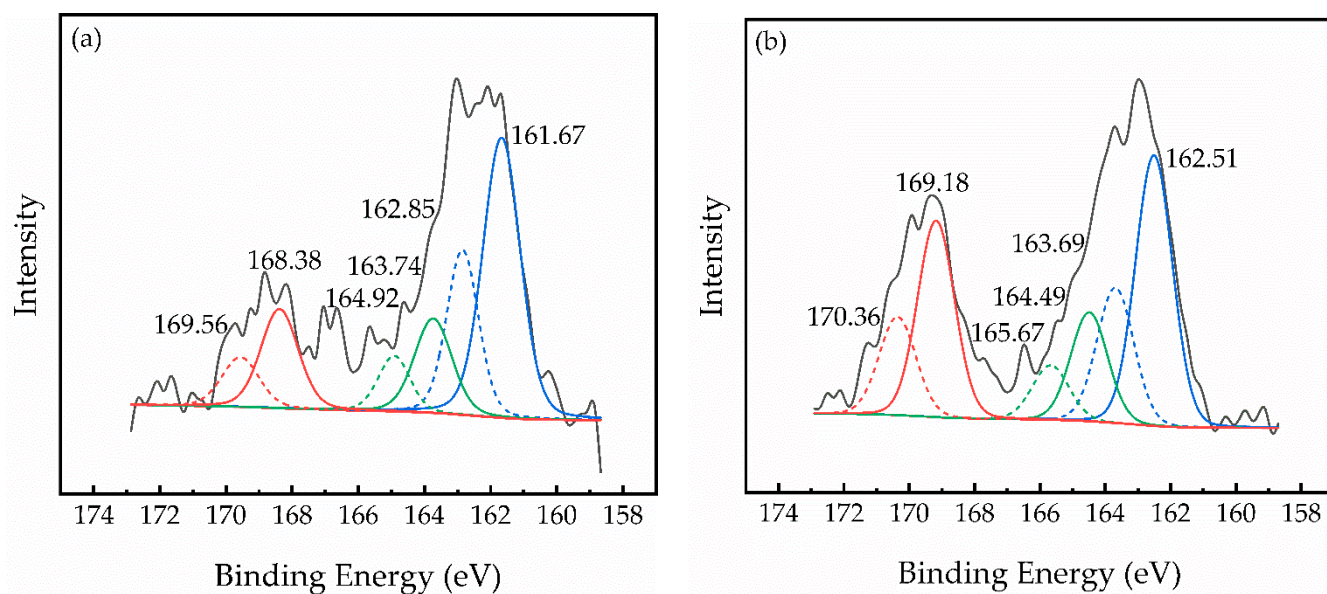 (a)
161.67
162.85
163.74
164.92
168.38
169.56
Intensity
174 172 170 168 166 164 162 160 158
Binding Energy (eV)
(b)
162.51
169.18
163.69
164.49
170.36
165.67
Intensity
174 172 170 168 166 164 162 160 158
Binding Energy (eV)